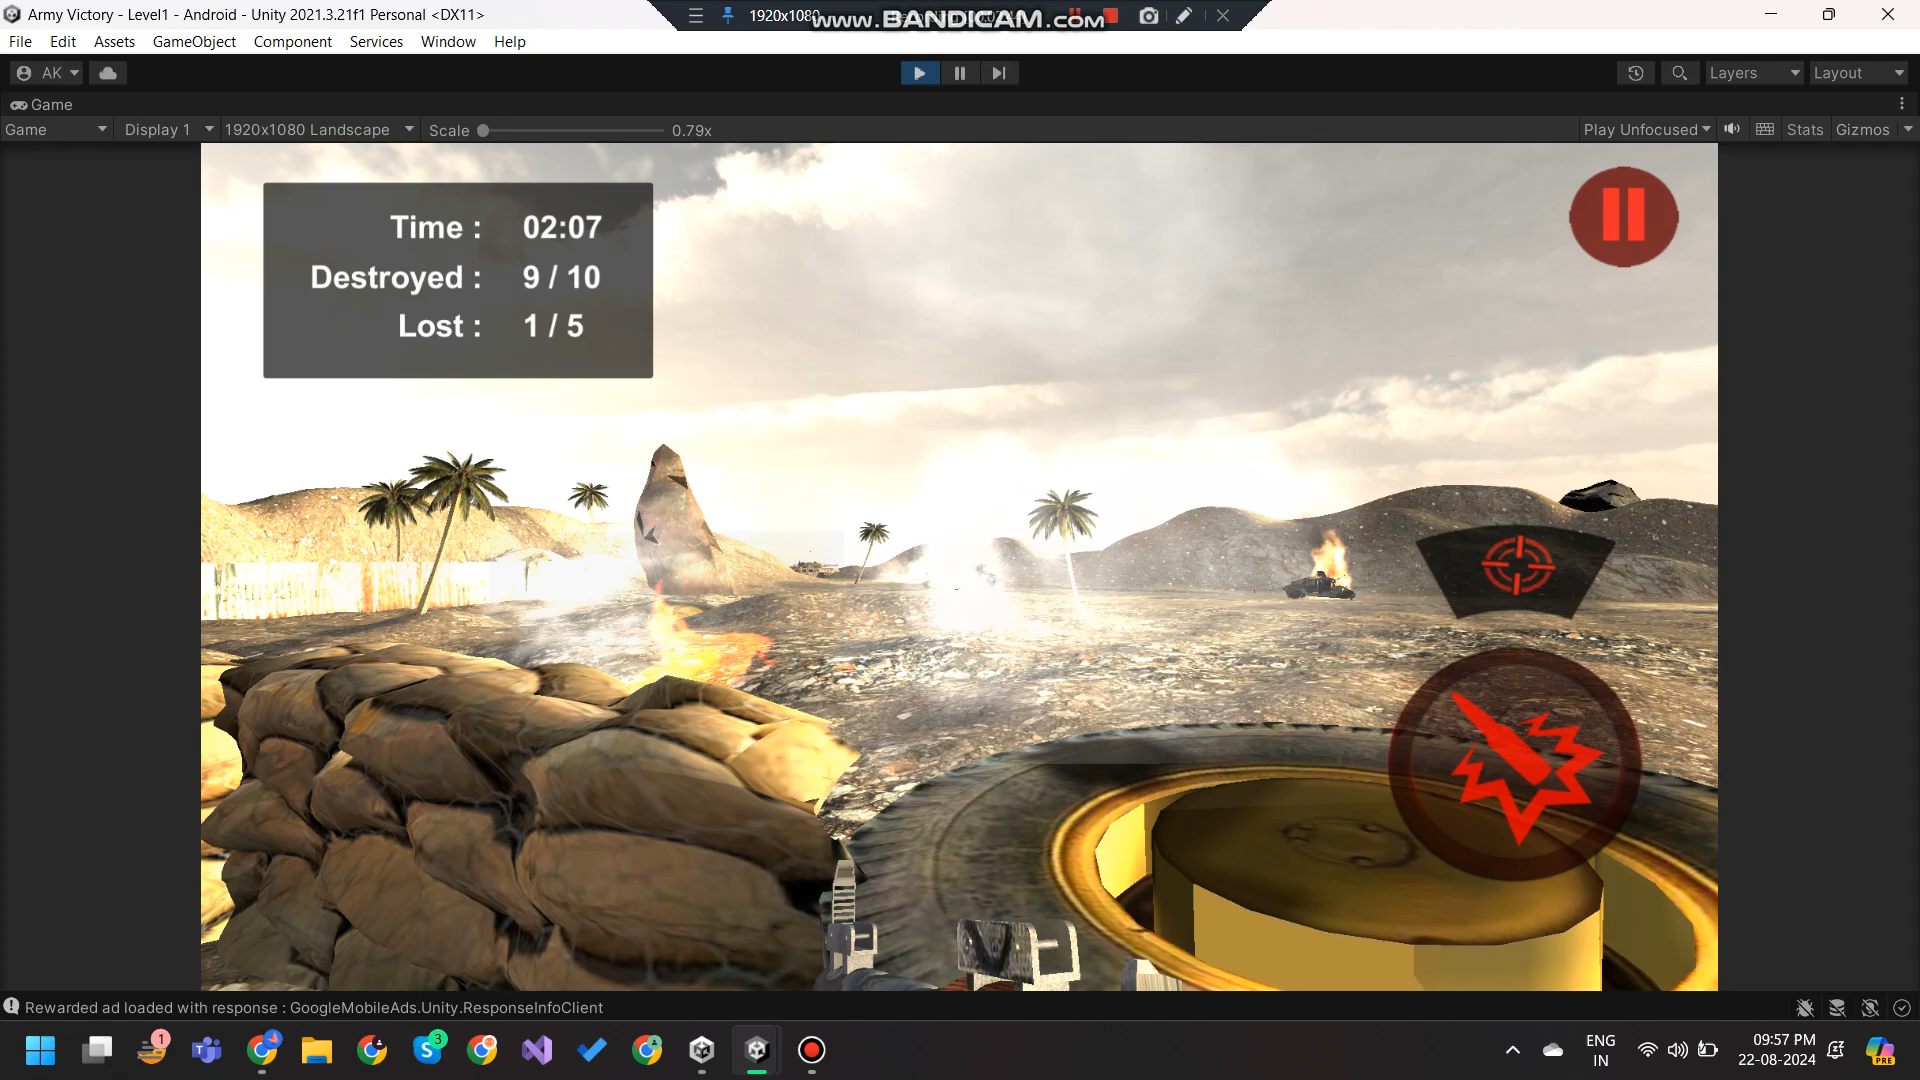 Army Victory - Level1 - Android - Unity 2021.3.21f1 Personal <DX11>
1920x1080
www.BANDICAM.com
File Edit Assets GameObject Component Services Window Help
AK
Layers
Layout
Game
Game
Display 1
1920x1080 Landscape
Scale
0.79x
Play Unfocused
Stats
Gizmos
Time : 02:07
Destroyed : 9 / 10
Lost : 1 / 5
Rewarded ad loaded with response : GoogleMobileAds.Unity.ResponseInfoClient
1
3
ENG
IN
09:57 PM
22-08-2024
PRE